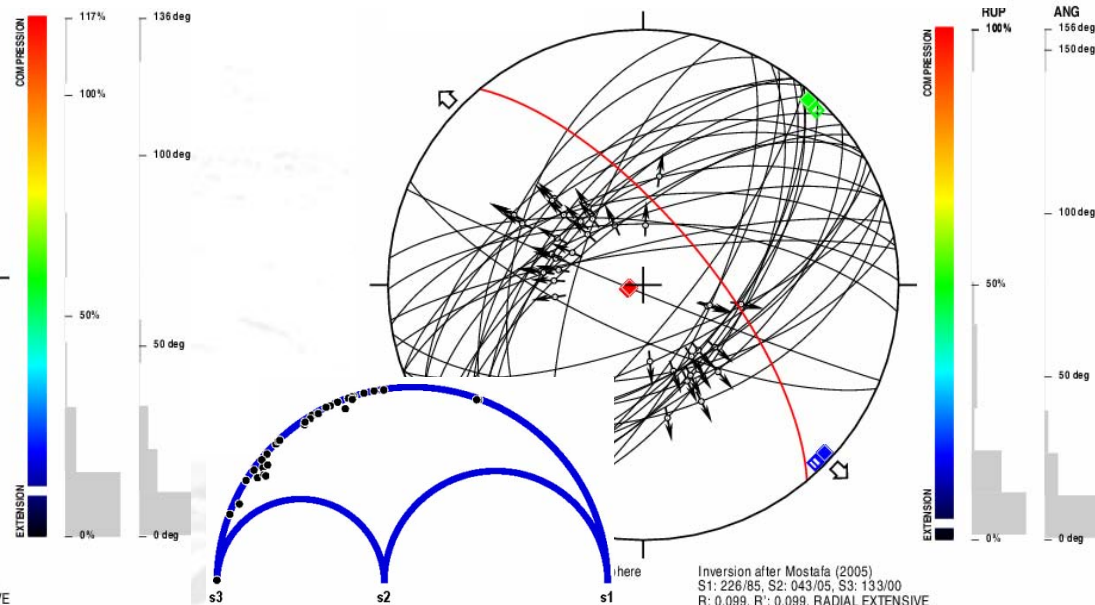 COMPRESSION
EXTENSION
117%
100%
50%
0%
136 deg
100 deg
50 deg
0 deg
s3
s2
s1
here
Inversion after Mostafa (2005)
S1: 226/85, S2: 043/05, S3: 133/00
R: 0.099, R': 0.099, RADIAL EXTENSIVE
COMPRESSION
EXTENSION
RUP
100%
50%
0%
ANG
156 deg
150 deg
100 deg
50 deg
0 deg